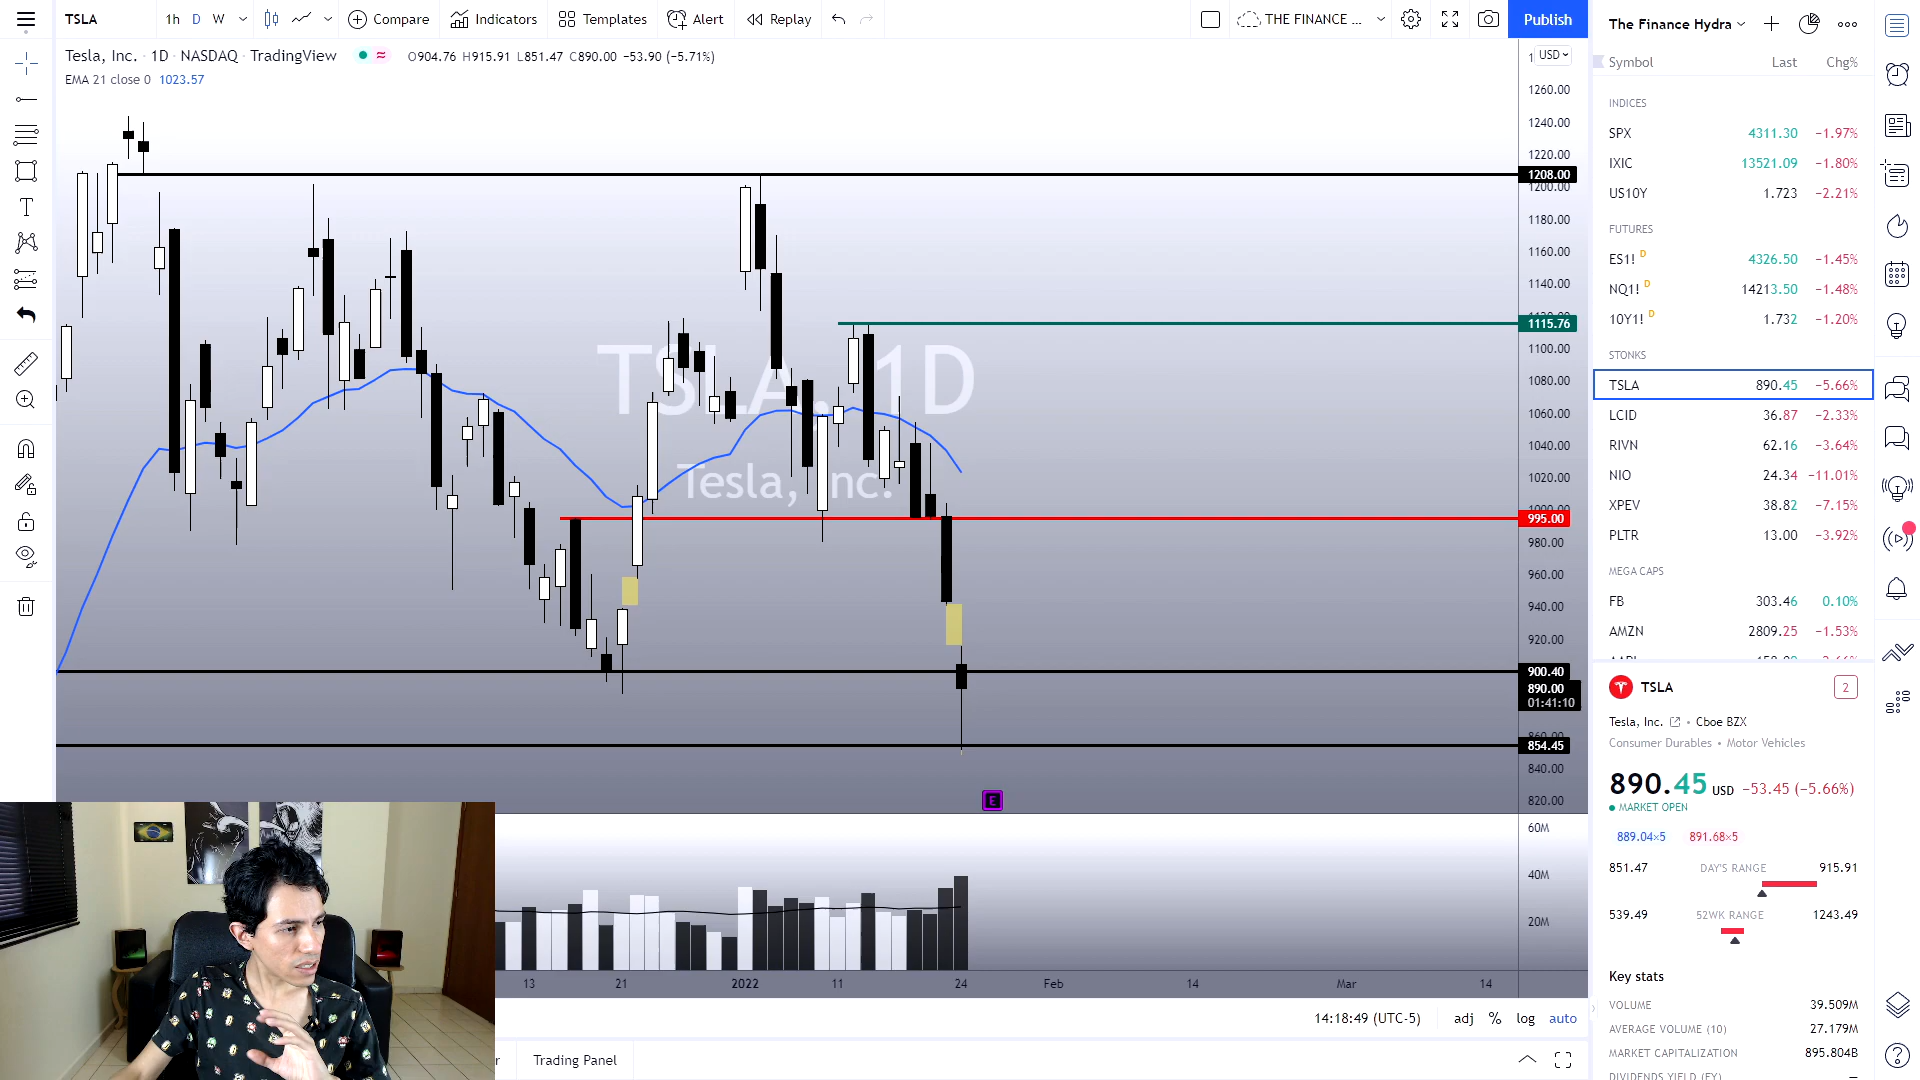 TSLA 1h D W Compare Indicators Templates Alert Replay THE FINANCE ... Publish
Tesla, Inc. · 1D · NASDAQ · TradingView O904.76 H915.91 L851.47 C890.00 −53.90 (−5.71%)
EMA 21 close 0 1023.57
TSLA, 1D
Tesla, Inc.
USD
1260.00
1240.00
1220.00
1208.00
1200.00
1180.00
1160.00
1140.00
1115.76
1100.00
1080.00
1060.00
1040.00
1020.00
995.00
980.00
960.00
940.00
920.00
900.40
890.00
01:41:10
854.45
840.00
820.00
E
60M
40M
20M
13 21 2022 11 24 Feb 14 Mar 14
14:18:49 (UTC-5) adj % log auto
Trading Panel
The Finance Hydra
Symbol Last Chg%
INDICES
SPX 4311.30 −1.97%
IXIC 13521.09 −1.80%
US10Y 1.723 −2.21%
FUTURES
ES1! D 4326.50 −1.45%
NQ1! D 14213.50 −1.48%
10Y1! D 1.732 −1.20%
STONKS
TSLA 890.45 −5.66%
LCID 36.87 −2.33%
RIVN 62.16 −3.64%
NIO 24.34 −11.01%
XPEV 38.82 −7.15%
PLTR 13.00 −3.92%
MEGA CAPS
FB 303.46 0.10%
AMZN 2809.25 −1.53%
TSLA 2
Tesla, Inc. • Cboe BZX
Consumer Durables • Motor Vehicles
890.45 USD −53.45 (−5.66%)
MARKET OPEN
889.04×5 891.68×5
851.47 DAY'S RANGE 915.91
539.49 52WK RANGE 1243.49
Key stats
VOLUME 39.509M
AVERAGE VOLUME (10) 27.179M
MARKET CAPITALIZATION 895.804B
DIVIDENDS YIELD (FY) —